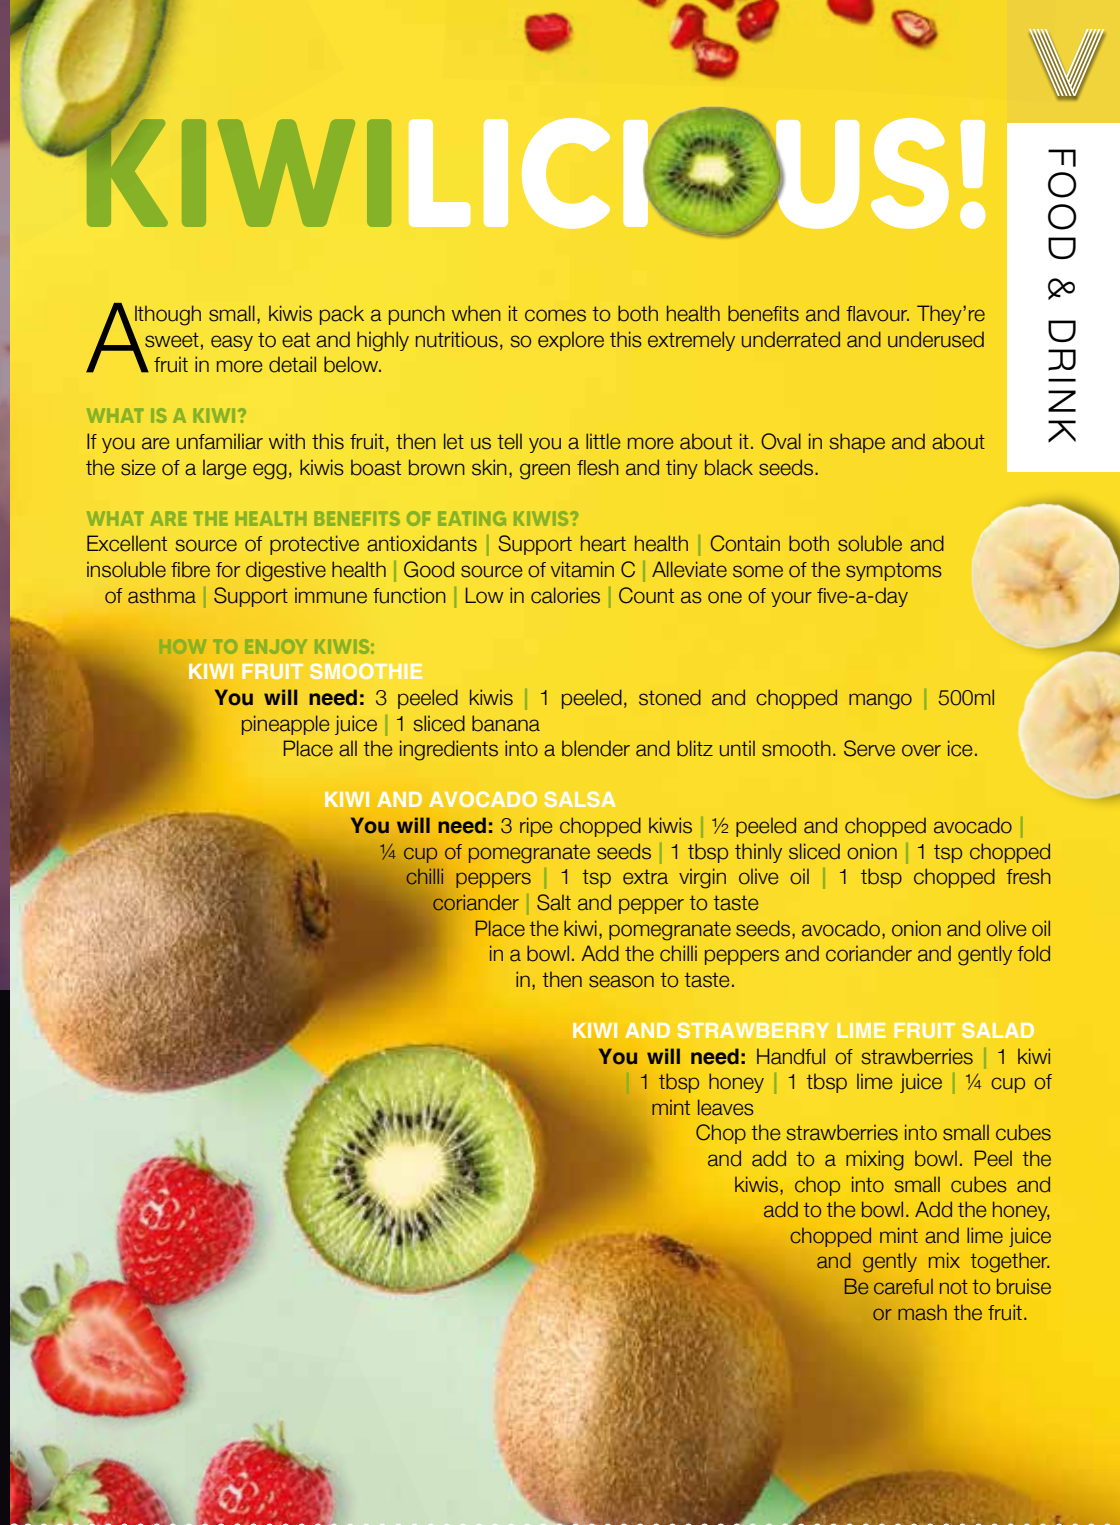 KIWILICIOUS!
V
FOOD & DRINK
Although small, kiwis pack a punch when it comes to both health benefits and flavour. They're
sweet, easy to eat and highly nutritious, so explore this extremely underrated and underused
fruit in more detail below.
WHAT IS A KIWI?
If you are unfamiliar with this fruit, then let us tell you a little more about it. Oval in shape and about
the size of a large egg, kiwis boast brown skin, green flesh and tiny black seeds.
WHAT ARE THE HEALTH BENEFITS OF EATING KIWIS?
Excellent source of protective antioxidants | Support heart health | Contain both soluble and
insoluble fibre for digestive health | Good source of vitamin C | Alleviate some of the symptoms
of asthma | Support immune function | Low in calories | Count as one of your five-a-day
HOW TO ENJOY KIWIS:
KIWI FRUIT SMOOTHIE
You will need: 3 peeled kiwis | 1 peeled, stoned and chopped mango | 500ml
pineapple juice | 1 sliced banana
Place all the ingredients into a blender and blitz until smooth. Serve over ice.
KIWI AND AVOCADO SALSA
You will need: 3 ripe chopped kiwis | ½ peeled and chopped avocado |
¼ cup of pomegranate seeds | 1 tbsp thinly sliced onion | 1 tsp chopped
chilli peppers | 1 tsp extra virgin olive oil | 1 tbsp chopped fresh
coriander | Salt and pepper to taste
Place the kiwi, pomegranate seeds, avocado, onion and olive oil
in a bowl. Add the chilli peppers and coriander and gently fold
in, then season to taste.
KIWI AND STRAWBERRY LIME FRUIT SALAD
You will need: Handful of strawberries | 1 kiwi
| 1 tbsp honey | 1 tbsp lime juice | ¼ cup of
mint leaves
Chop the strawberries into small cubes
and add to a mixing bowl. Peel the
kiwis, chop into small cubes and
add to the bowl. Add the honey,
chopped mint and lime juice
and gently mix together.
Be careful not to bruise
or mash the fruit.